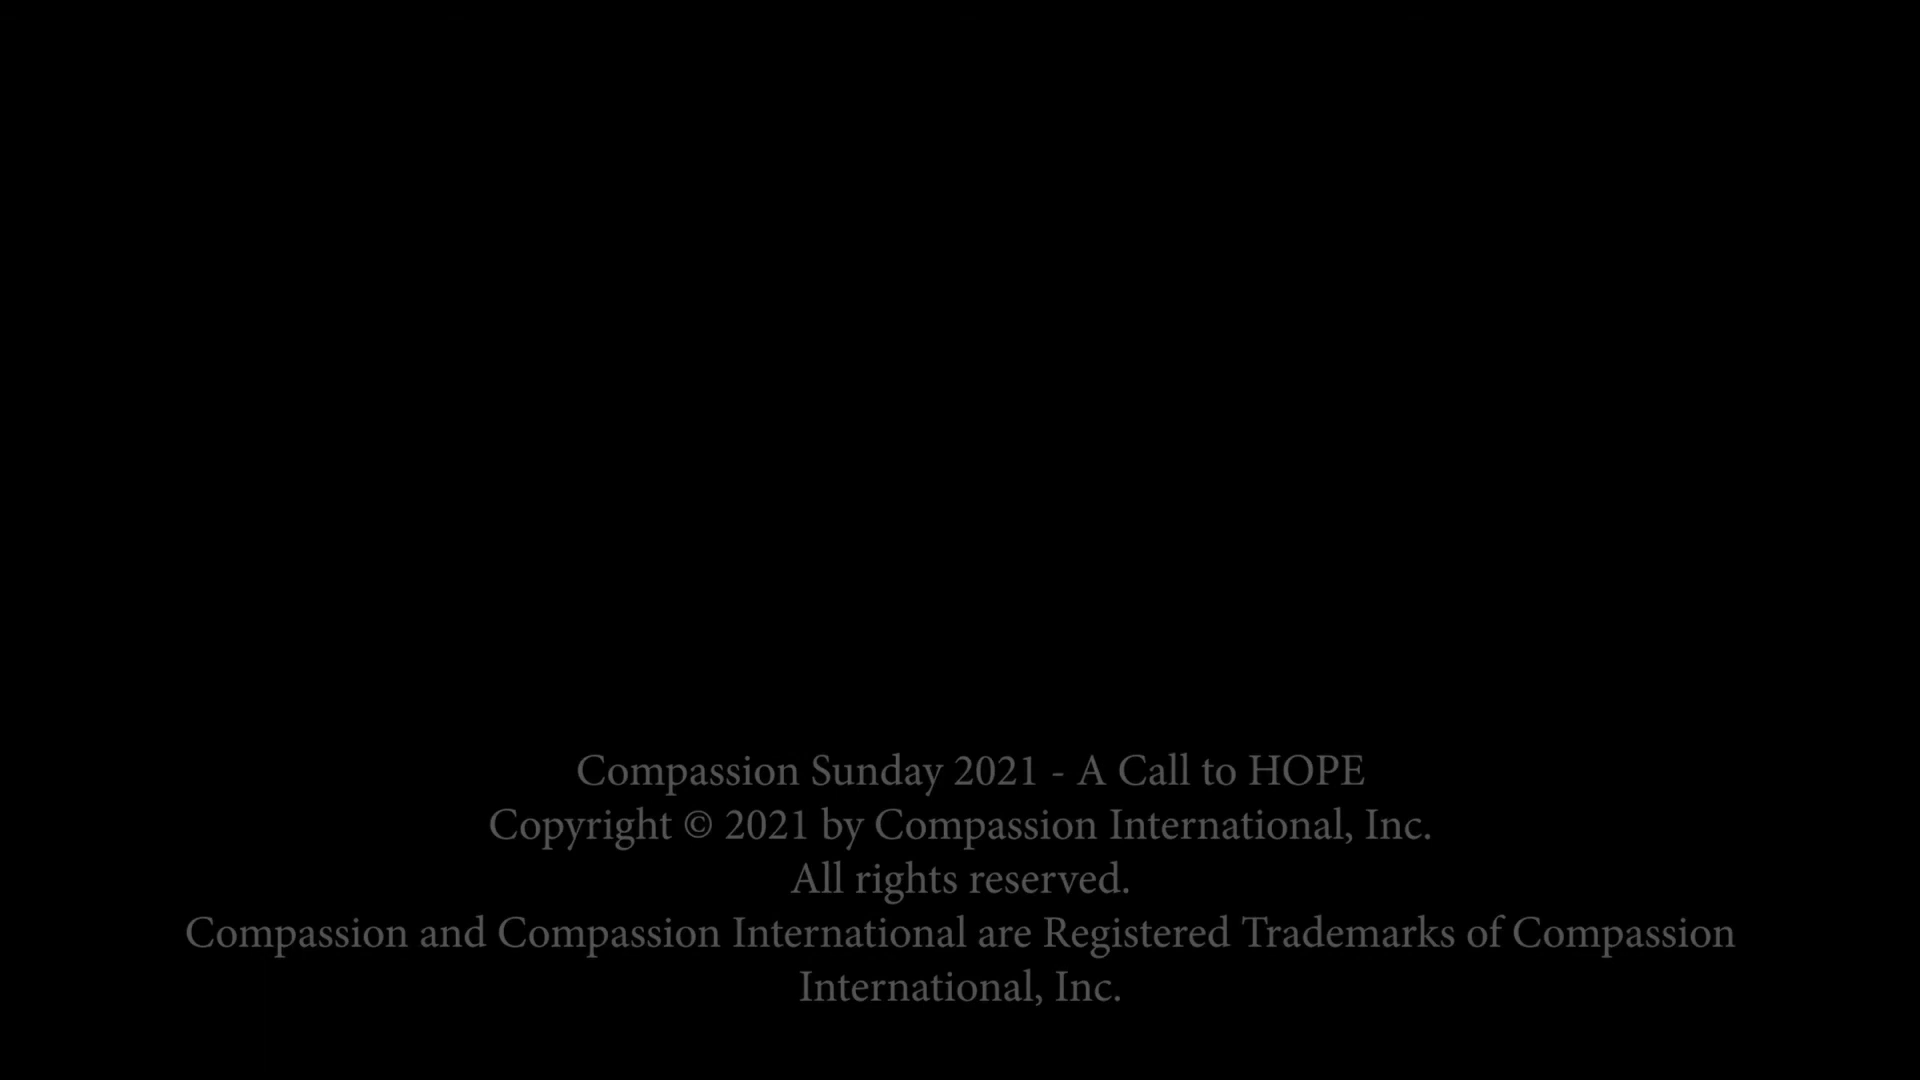 Compassion Sunday 2021 - A Call to HOPE
Copyright © 2021 by Compassion International, Inc.
All rights reserved.
Compassion and Compassion International are Registered Trademarks of Compassion
International, Inc.